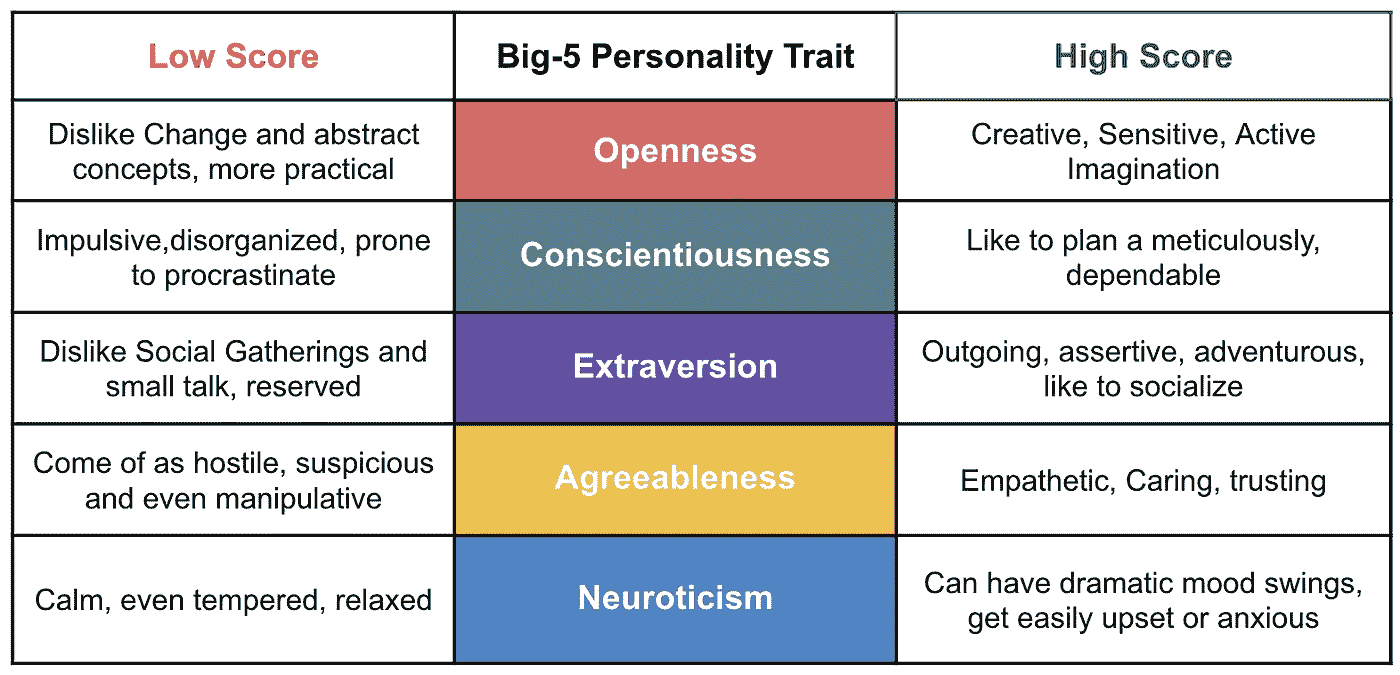 Low Score
Big-5 Personality Trait
High Score
Dislike Change and abstract
concepts, more practical
Openness
Creative, Sensitive, Active
Imagination
Impulsive,disorganized, prone
to procrastinate
Conscientiousness
Like to plan a meticulously,
dependable
Dislike Social Gatherings and
small talk, reserved
Extraversion
Outgoing, assertive, adventurous,
like to socialize
Come of as hostile, suspicious
and even manipulative
Agreeableness
Empathetic, Caring, trusting
Calm, even tempered, relaxed
Neuroticism
Can have dramatic mood swings,
get easily upset or anxious